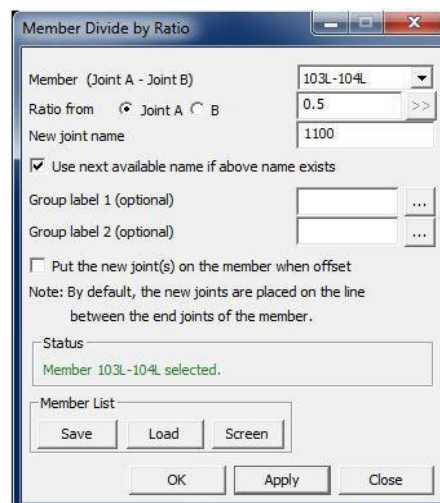 Member Divide by Ratio
Member (Joint A - Joint B) 103L-104L
Ratio from Joint A B 0.5 >>
New joint name 1100
Use next available name if above name exists
Group label 1 (optional) ...
Group label 2 (optional) ...
Put the new joint(s) on the member when offset
Note: By default, the new joints are placed on the line
between the end joints of the member.
Status
Member 103L-104L selected.
Member List
Save Load Screen
OK Apply Close